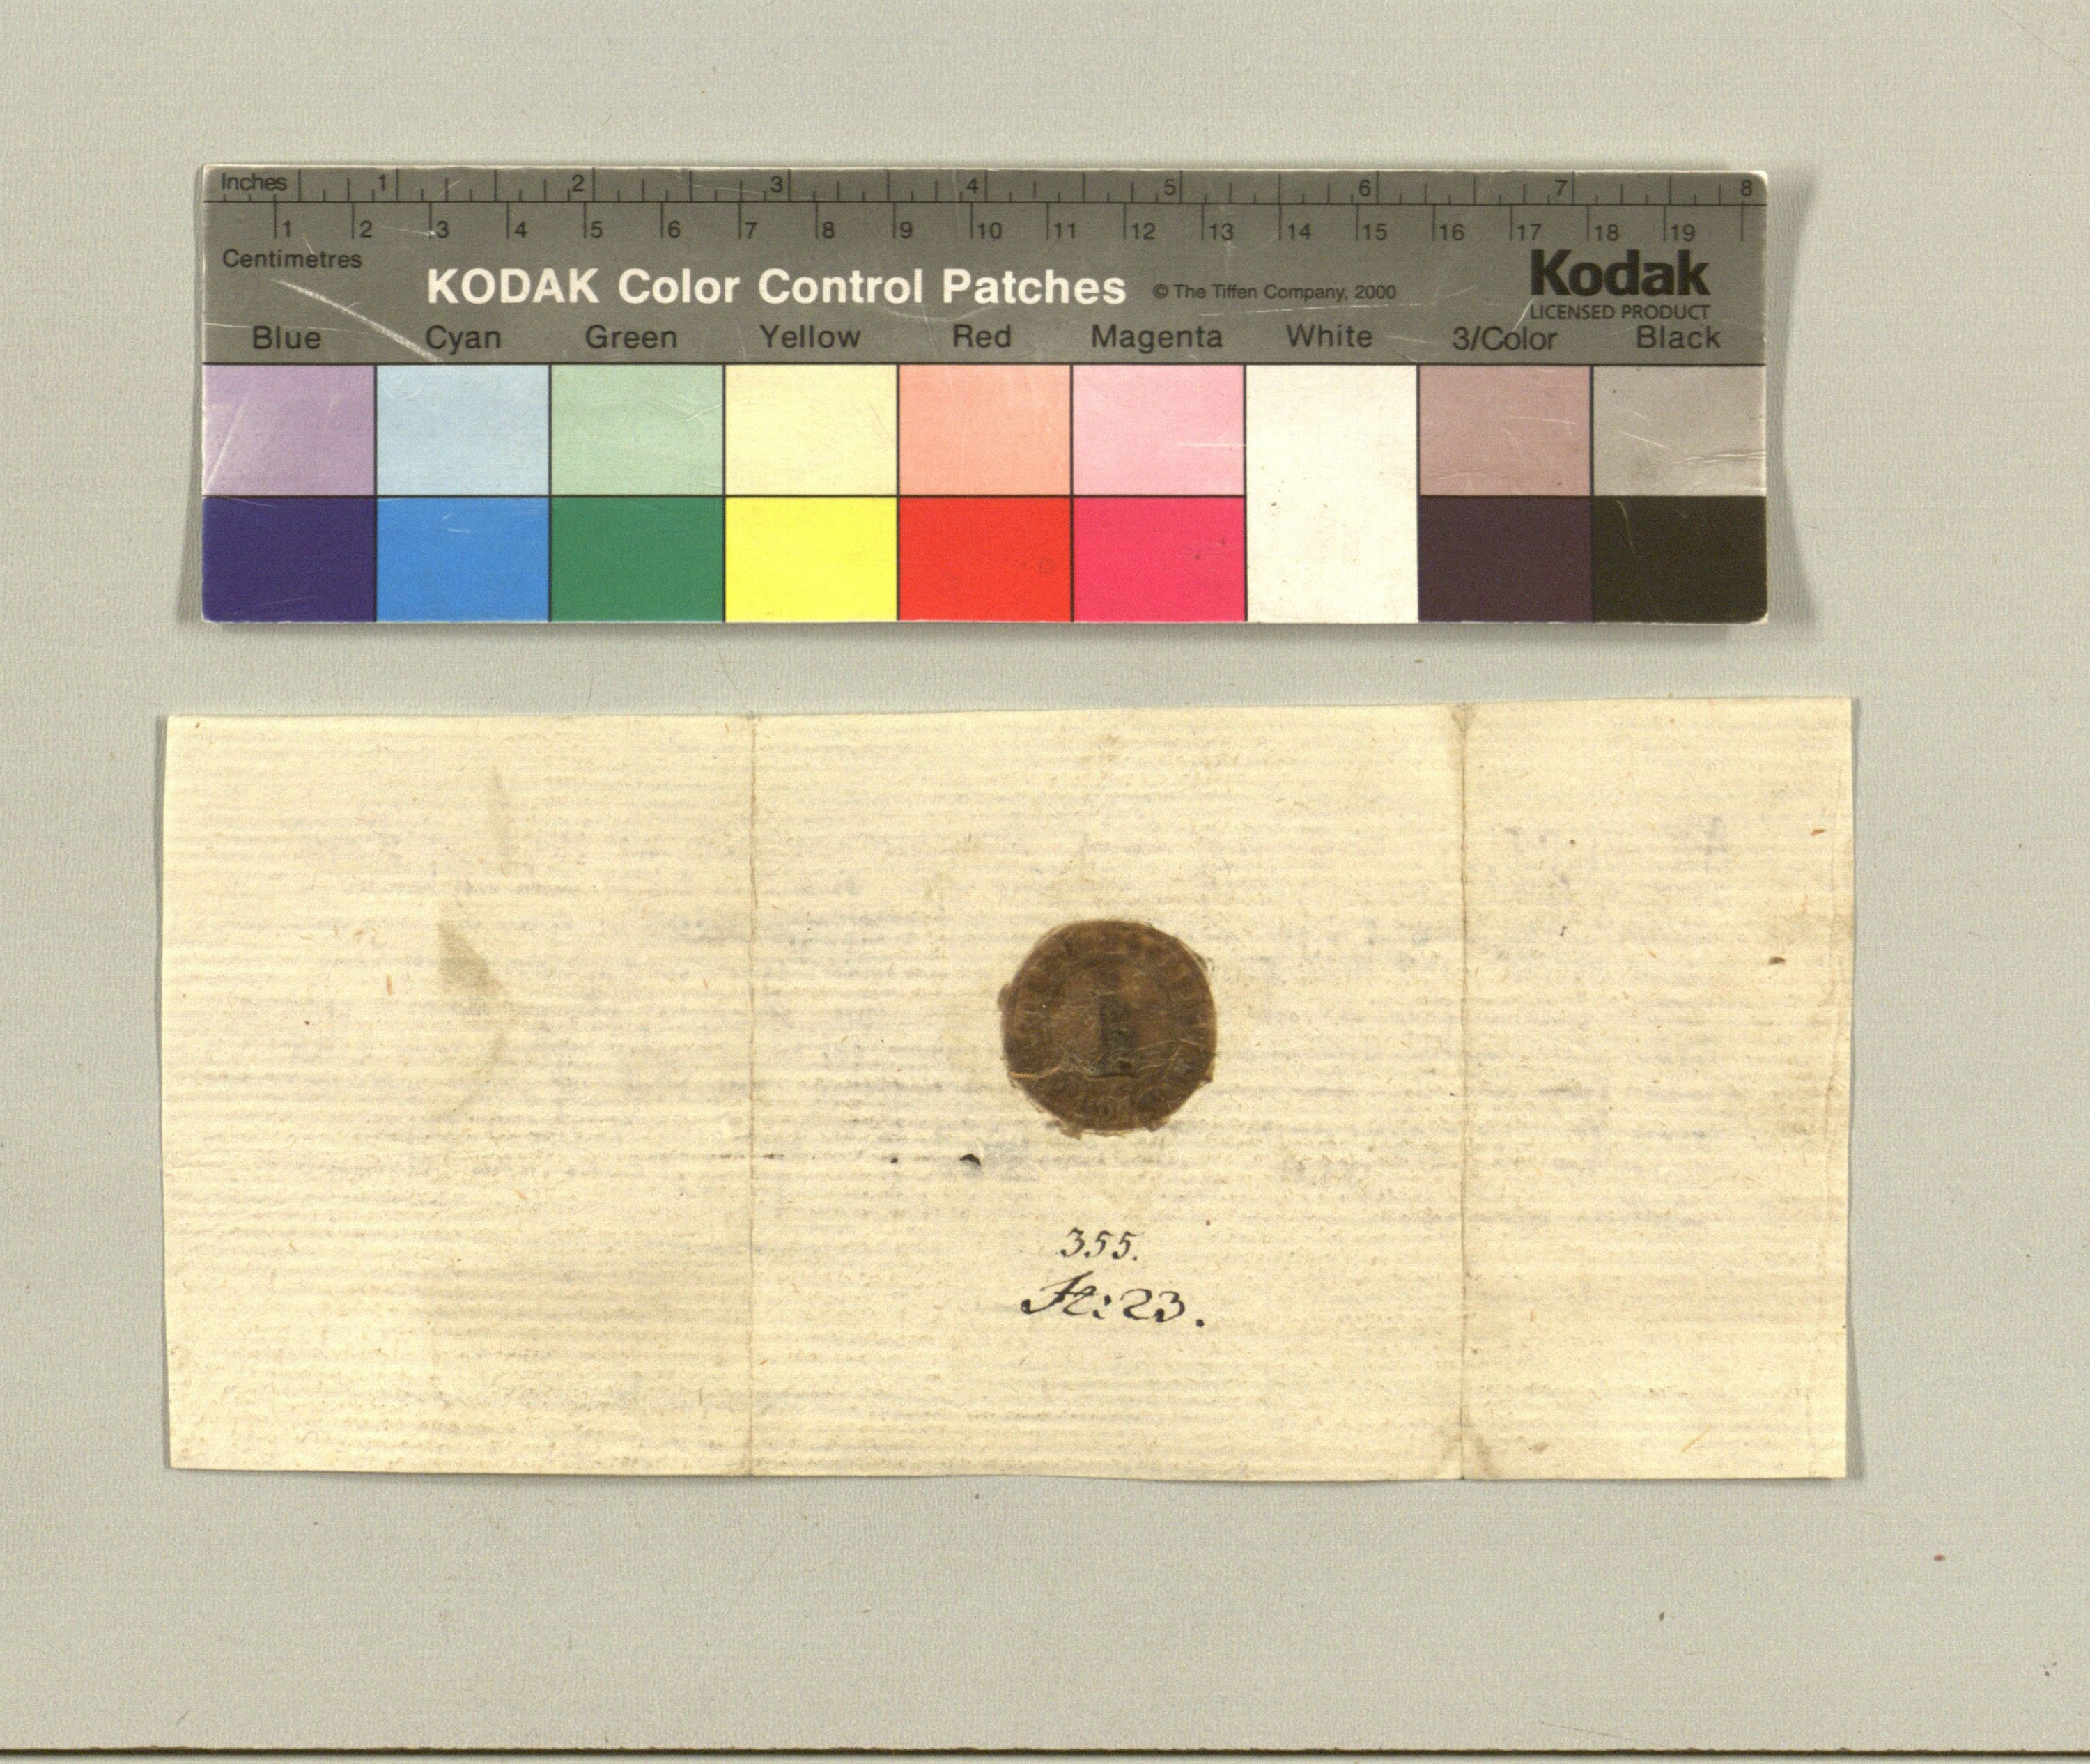 Inches 1 2 3 4 5 6 7 8
1 2 3 4 5 6 7 8 9 10 11 12 13 14 15 16 17 18 19
Centimetres
KODAK Color Control Patches © The Tiffen Company, 2000 Kodak
LICENSED PRODUCT
Blue Cyan Green Yellow Red Magenta White 3/Color Black
355.
St: 23.